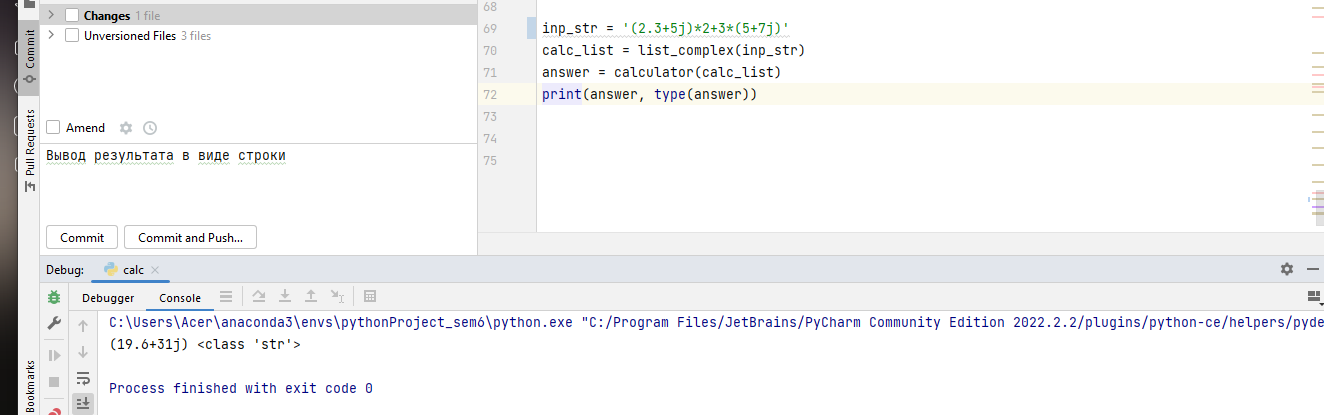 Changes 1 file
Unversioned Files 3 files
Commit
Pull Requests
Bookmarks
Amend
Вывод результата в виде строки
Commit
Commit and Push...
68
69 inp_str = '(2.3+5j)*2+3*(5+7j)'
70 calc_list = list_complex(inp_str)
71 answer = calculator(calc_list)
72 print(answer, type(answer))
73
74
75
Debug: calc
Debugger Console
C:\Users\Acer\anaconda3\envs\pythonProject_sem6\python.exe "C:/Program Files/JetBrains/PyCharm Community Edition 2022.2.2/plugins/python-ce/helpers/pyde
(19.6+31j) <class 'str'>
Process finished with exit code 0